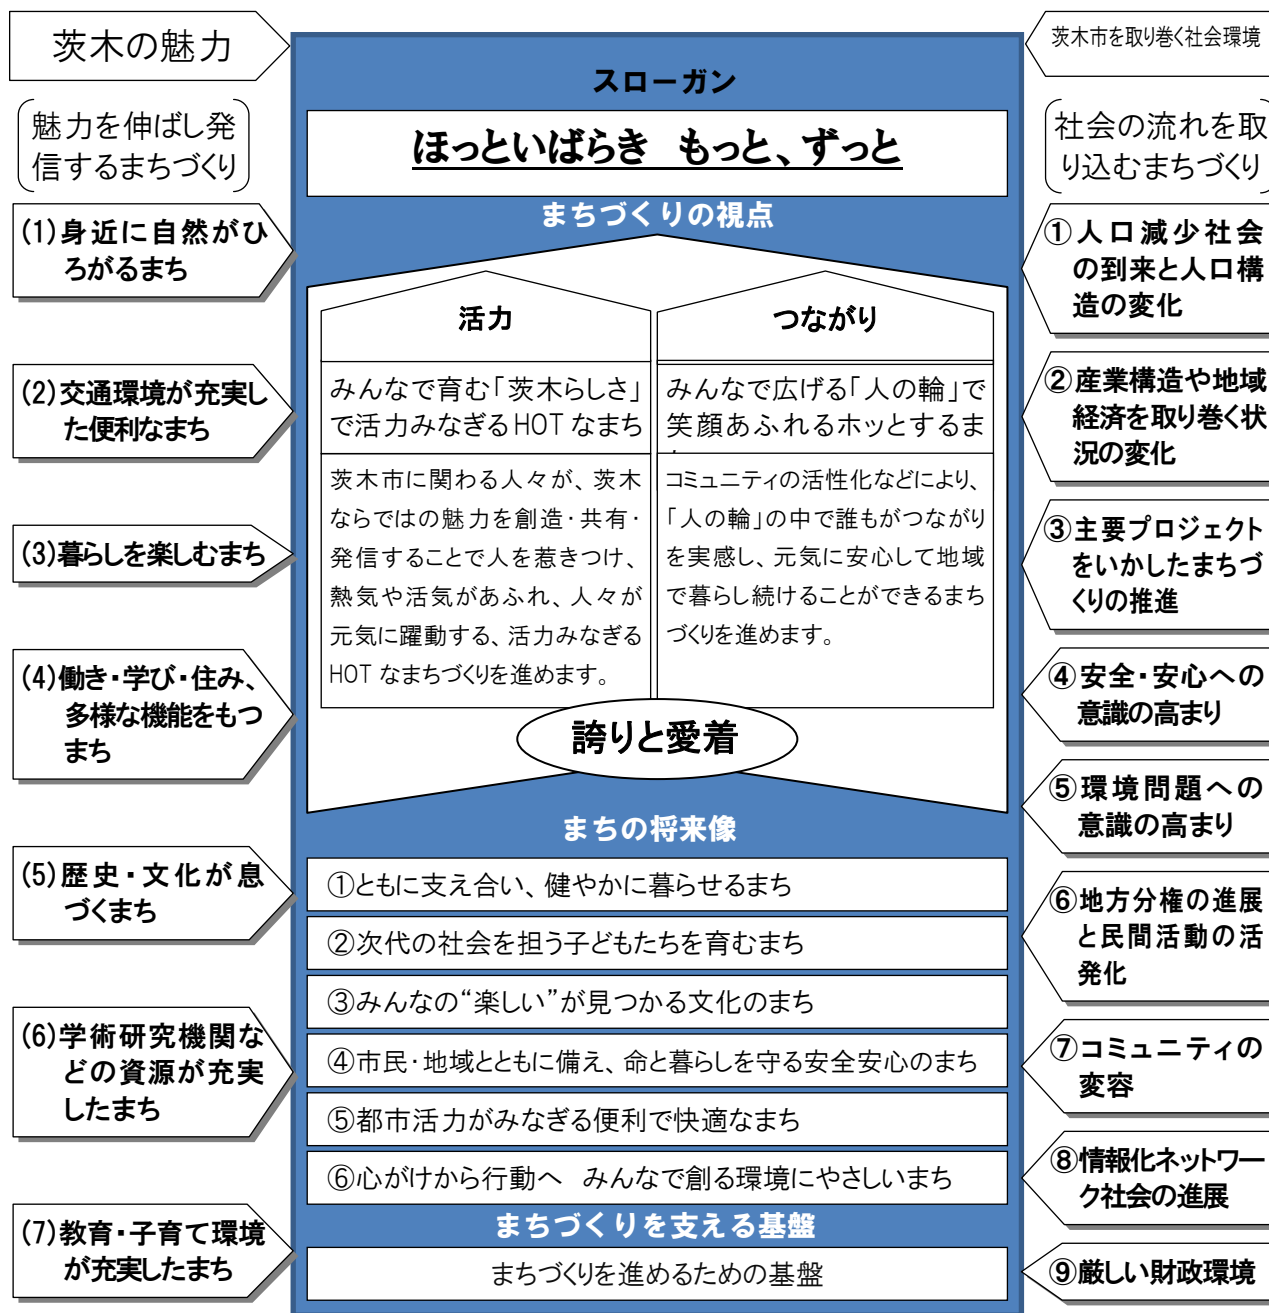 茨木の魅力
魅力を伸ばし発
信するまちづくり
(1)身近に自然がひ
ろがるまち
(2)交通環境が充実し
た便利なまち
(3)暮らしを楽しむまち
(4)働き・学び・住み、
多様な機能をもつ
まち
(5)歴史・文化が息
づくまち
(6)学術研究機関な
どの資源が充実
したまち
(7)教育・子育て環境
が充実したまち
スローガン
ほっといばらき もっと、ずっと
まちづくりの視点
活力
みんなで育む「茨木らしさ」
で活力みなぎるHOTなまち
茨木市に関わる人々が、茨木
ならではの魅力を創造・共有・
発信することで人を惹きつけ、
熱気や活気があふれ、人々が
元気に躍動する、活力みなぎる
HOTなまちづくりを進めます。
つながり
みんなで広げる「人の輪」で
笑顔あふれるホッとするま
コミュニティの活性化などにより、
「人の輪」の中で誰もがつながり
を実感し、元気に安心して地域
で暮らし続けることができるまち
づくりを進めます。
誇りと愛着
まちの将来像
①ともに支え合い、健やかに暮らせるまち
②次代の社会を担う子どもたちを育むまち
③みんなの“楽しい”が見つかる文化のまち
④市民・地域とともに備え、命と暮らしを守る安全安心のまち
⑤都市活力がみなぎる便利で快適なまち
⑥心がけから行動へ みんなで創る環境にやさしいまち
まちづくりを支える基盤
まちづくりを進めるための基盤
茨木市を取り巻く社会環境
社会の流れを取
り込むまちづくり
①人口減少社会
の到来と人口構
造の変化
②産業構造や地域
経済を取り巻く状
況の変化
③主要プロジェクト
をいかしたまちづ
くりの推進
④安全・安心への
意識の高まり
⑤環境問題への
意識の高まり
⑥地方分権の進展
と民間活動の活
発化
⑦コミュニティの
変容
⑧情報化ネットワー
ク社会の進展
⑨厳しい財政環境